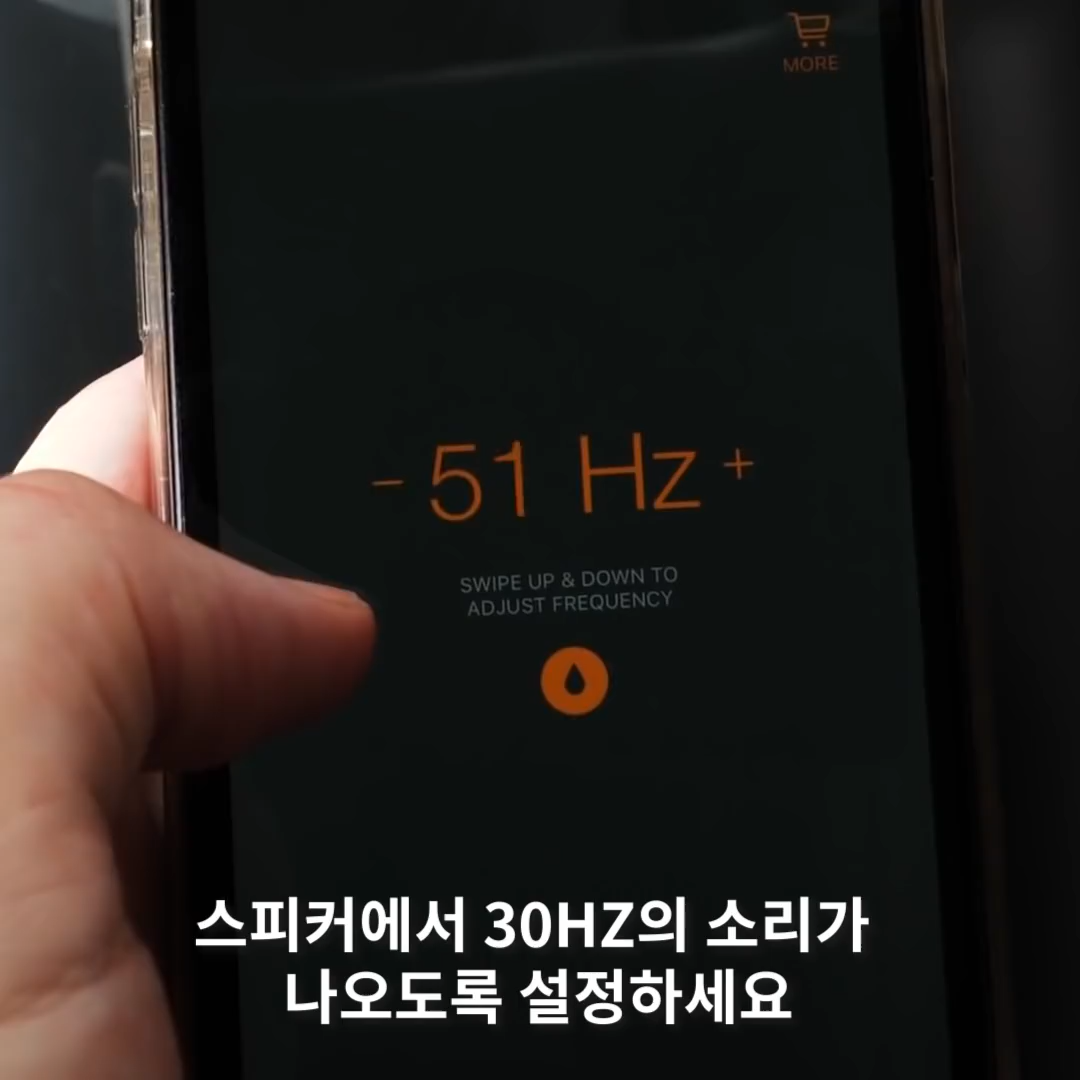 MORE
- 51 Hz +
SWIPE UP & DOWN TO
ADJUST FREQUENCY
스피커에서 30HZ의 소리가
나오도록 설정하세요